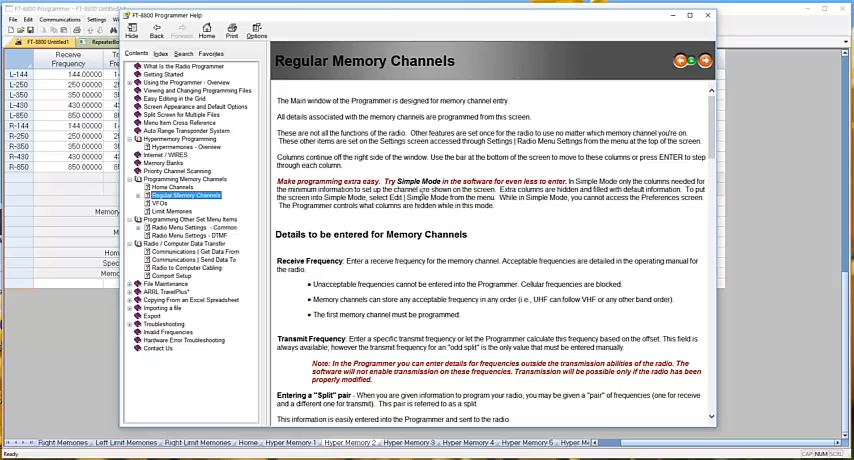 FT-8800 Programmer - Untitled
File Edit Communications Settings W
FT-8800 Untitled1 Repeaterbo
Receive Frequency
L-144 144.00000
L-250 250.00000
L-350 350.00000
L-430 430.00000
L-850 850.00000
R-144 144.00000
R-250 250.00000
R-350 350.00000
R-430 430.00000
R-850 850.00000
FT-8800 Programmer Help
Hide Back Forward Home Print Options
Contents Index Search Favorites
What Is the Radio Programmer
Getting Started
Using the Programmer - Overview
Viewing and Changing Programming Files
Easy Editing in the Grid
Screen Appearance and Default Options
Split Screen for Multiple Files
Menu Item Cross Reference
Auto Range Transponder System
Hypermemory Programming
Hypermemories - Overview
Internet / WIRES
Memory Banks
Priority Channel Scanning
Programming Memory Channels
Home Channels
Regular Memory Channels
VFOs
Limit Memories
Programming Other Set Menu Items
Radio Menu Settings - Common
Radio Menu Settings - DTMF
Radio / Computer Data Transfer
Communications | Get Data From
Communications | Send Data To
Radio to Computer Cabling
Comport Setup
File Maintenance
ARRL TravelPlus*
Copying From an Excel Spreadsheet
Importing a file
Export
Troubleshooting
Invalid Frequencies
Hardware Error Troubleshooting
Contact Us
Regular Memory Channels
The Main window of the Programmer is designed for memory channel entry.
All details associated with the memory channels are programmed from this screen.
These are not all the functions of the radio. Other features are set once for the radio to use no matter which memory channel you're on.
These other items are set on the Settings screen accessed through Settings | Radio Menu Settings from the menu at the top of the screen.
Columns continue off the right side of the window. Use the bar at the bottom of the screen to move to these columns or press ENTER to step
through each column.
Make programming extra easy. Try Simple Mode in the software for even less to enter. In Simple Mode only the columns needed for
the minimum information to set up the channel are shown on the screen. Extra columns are hidden and filled with default information. To put
the screen into Simple Mode, select Edit | Simple Mode from the menu. While in Simple Mode, you cannot access the Preferences screen.
The Programmer controls what columns are hidden while in this mode.
Details to be entered for Memory Channels
Receive Frequency: Enter a receive frequency for the memory channel. Acceptable frequencies are detailed in the operating manual for
the radio.
• Unacceptable frequencies cannot be entered into the Programmer. Cellular frequencies are blocked.
• Memory channels can store any acceptable frequency in any order (i.e., UHF can follow VHF or any other band order).
• The first memory channel must be programmed.
Transmit Frequency: Enter a specific transmit frequency or let the Programmer calculate this frequency based on the offset. This field is
always available; however the transmit frequency for an "odd split" is the only value that must be entered manually.
Note: In the Programmer you can enter details for frequencies outside the transmission abilities of the radio. The
software will not enable transmission on these frequencies. Transmission will be possible only if the radio has been
properly modified.
Entering a "Split" pair - When you are given information to program your radio, you may be given a "pair" of frequencies (one for receive
and a different one for transmit). This pair is referred to as a split.
This information is easily entered into the Programmer and sent to the radio.
Right Memories Left Limit Memories Right Limit Memories Home Hyper Memory 1 Hyper Memory 2 Hyper Memory 3 Hyper Memory 4 Hyper Memory 5 Hyper Me
CAP NUM SCRL